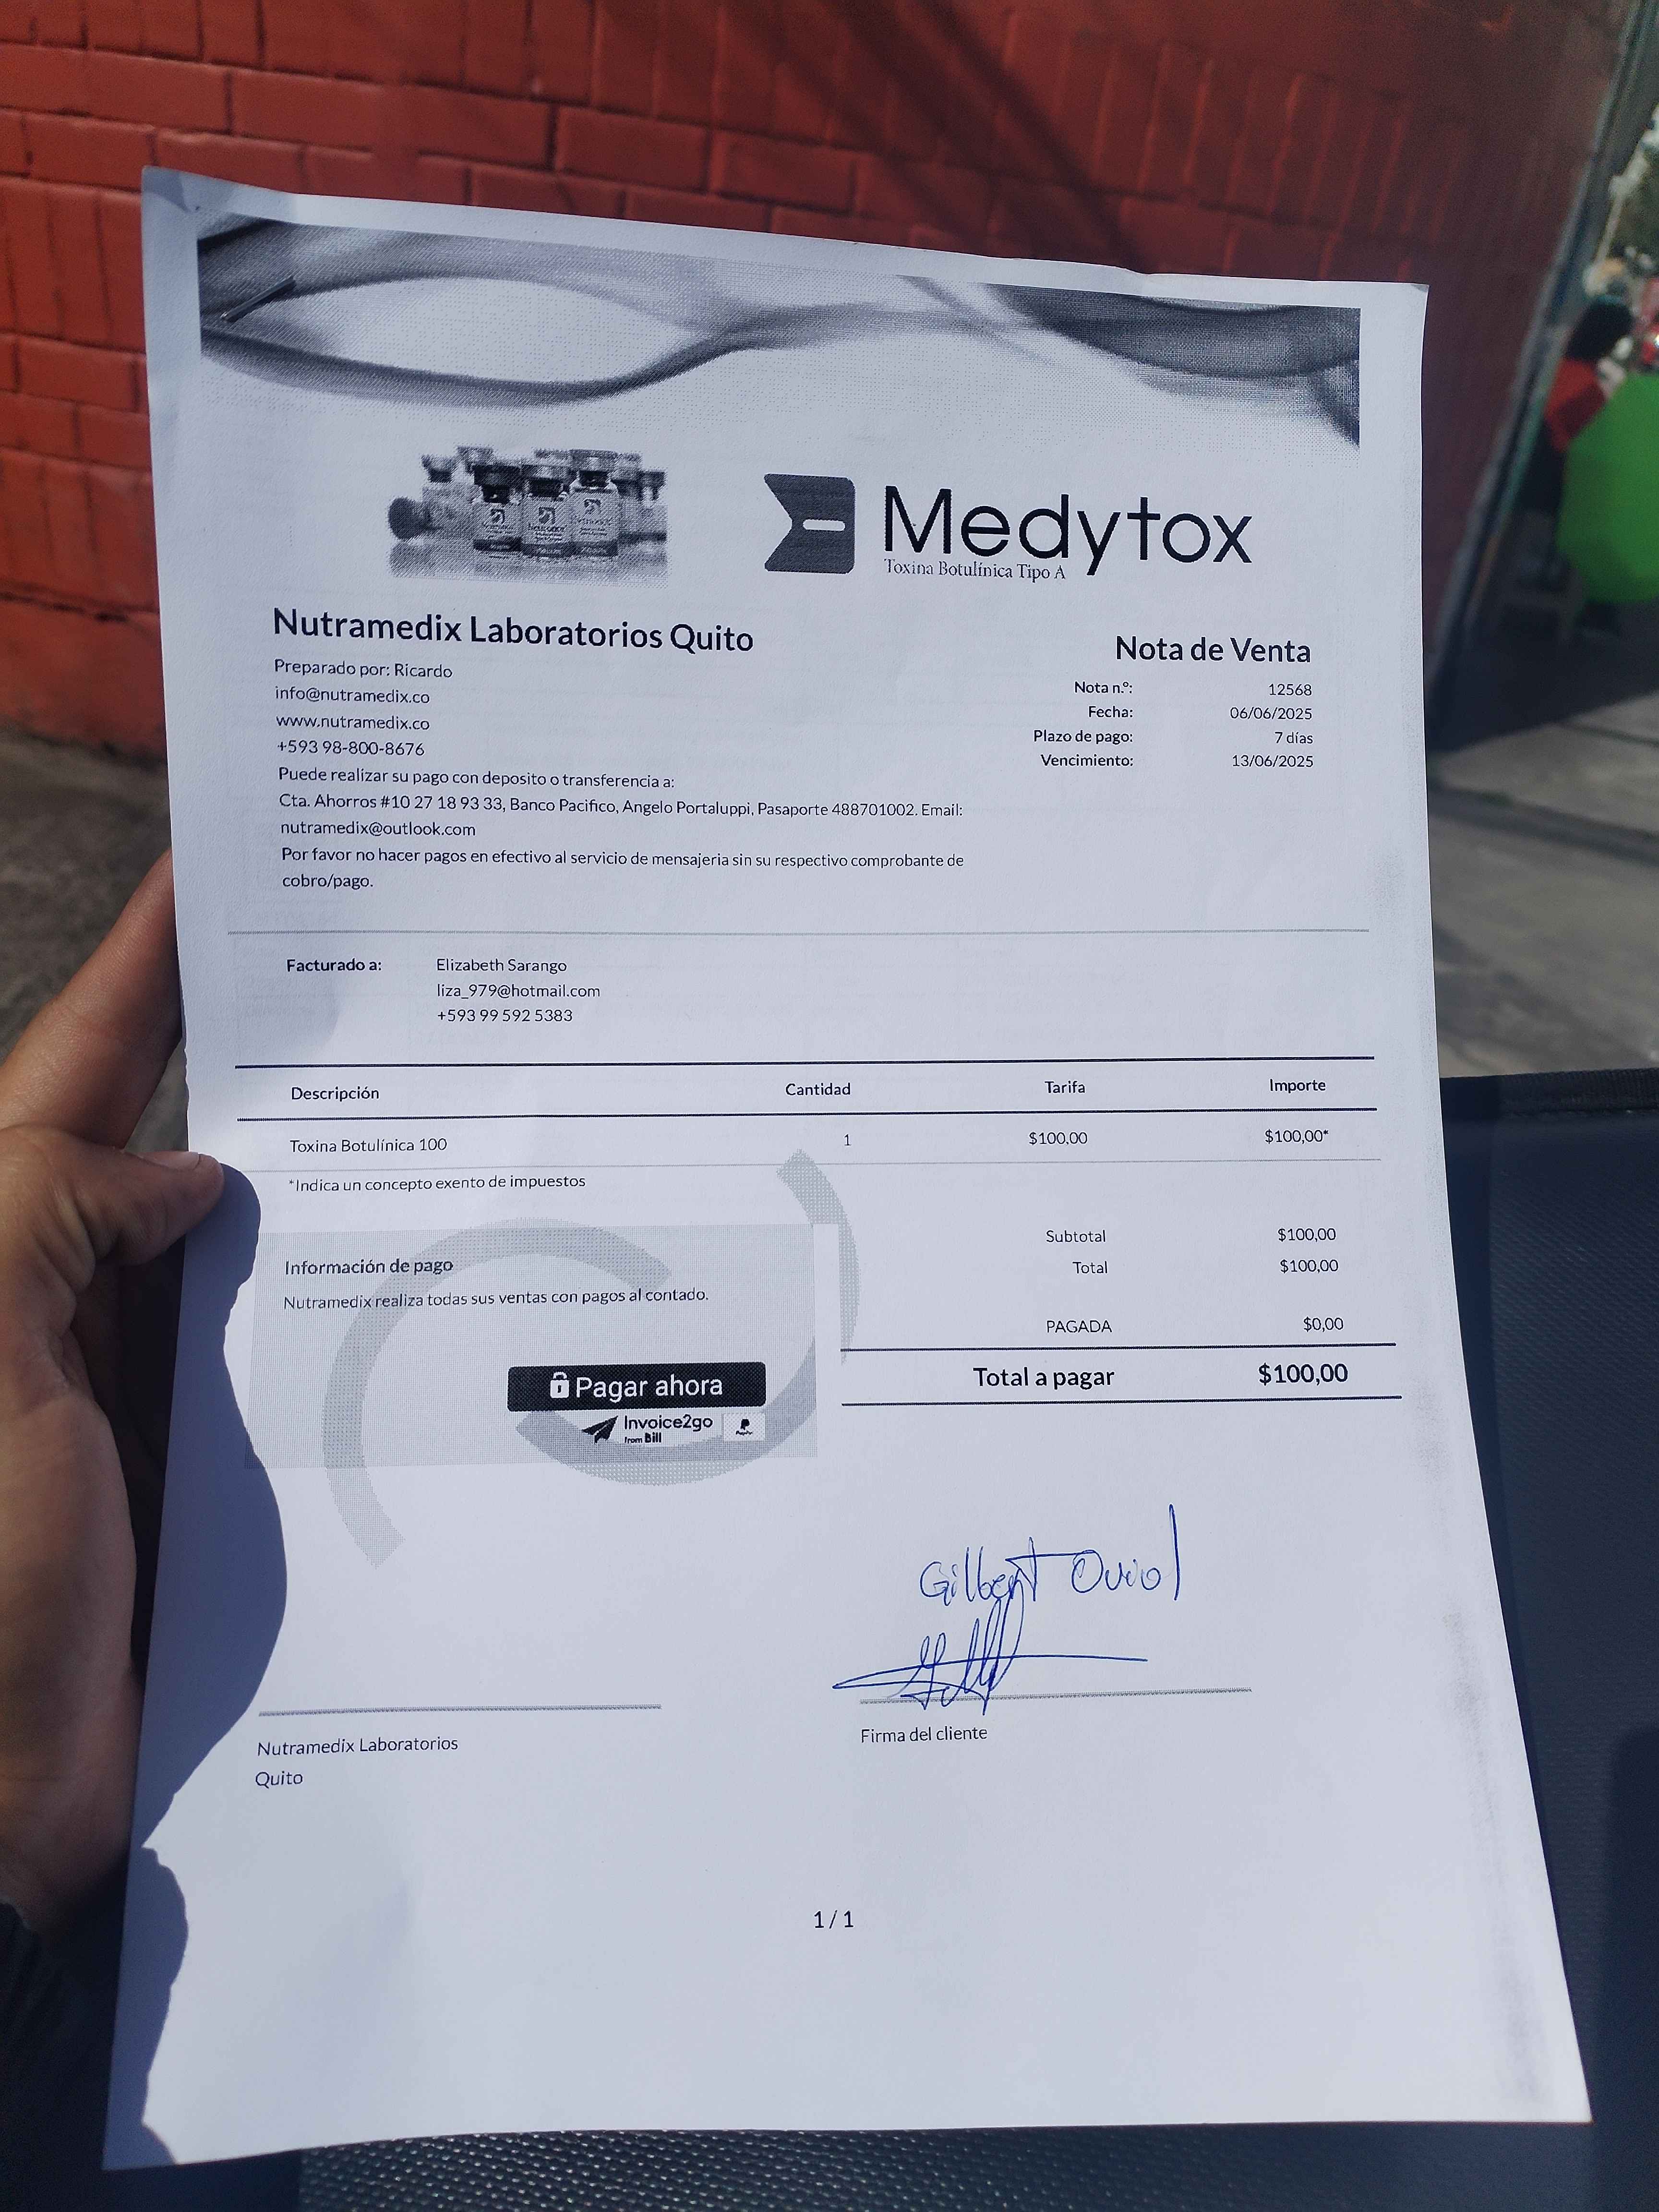 Medytox
Toxina Botulínica Tipo A
Nutramedix Laboratorios Quito
Preparado por: Ricardo
info@nutramedix.co
www.nutramedix.co
+593 98-800-8676
Puede realizar su pago con deposito o transferencia a:
Cta. Ahorros #10 27 18 93 33, Banco Pacifico, Angelo Portaluppi, Pasaporte 488701002. Email:
nutramedix@outlook.com
Por favor no hacer pagos en efectivo al servicio de mensajeria sin su respectivo comprobante de
cobro/pago.
Nota de Venta
Nota n.º: 12568
Fecha: 06/06/2025
Plazo de pago: 7 días
Vencimiento: 13/06/2025
Facturado a: Elizabeth Sarango
liza_979@hotmail.com
+593 99 592 5383
Descripción Cantidad Tarifa Importe
Toxina Botulínica 100 1 $100,00 $100,00*
*Indica un concepto exento de impuestos
Información de pago
Nutramedix realiza todas sus ventas con pagos al contado.
Pagar ahora
Invoice2go
from Bill
PayPal
Subtotal $100,00
Total $100,00
PAGADA $0,00
Total a pagar $100,00
Gilbert
Nutramedix Laboratorios
Quito
Firma del cliente
1 / 1